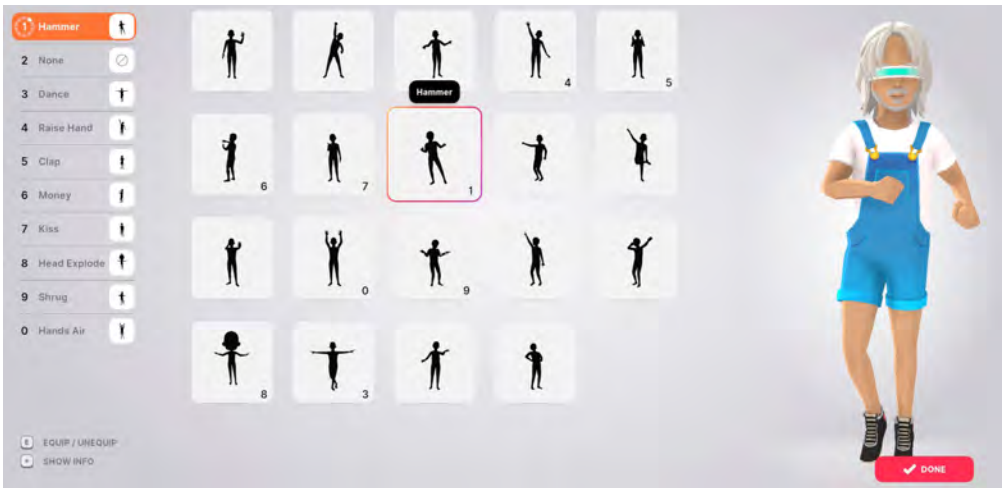 1 Hammer
2 None
3 Dance
4 Raise Hand
5 Clap
6 Money
7 Kiss
8 Head Explode
9 Shrug
0 Hands Air
EQUIP / UNEQUIP
SHOW INFO
4
5
Hammer
6
7
1
0
9
8
3
DONE